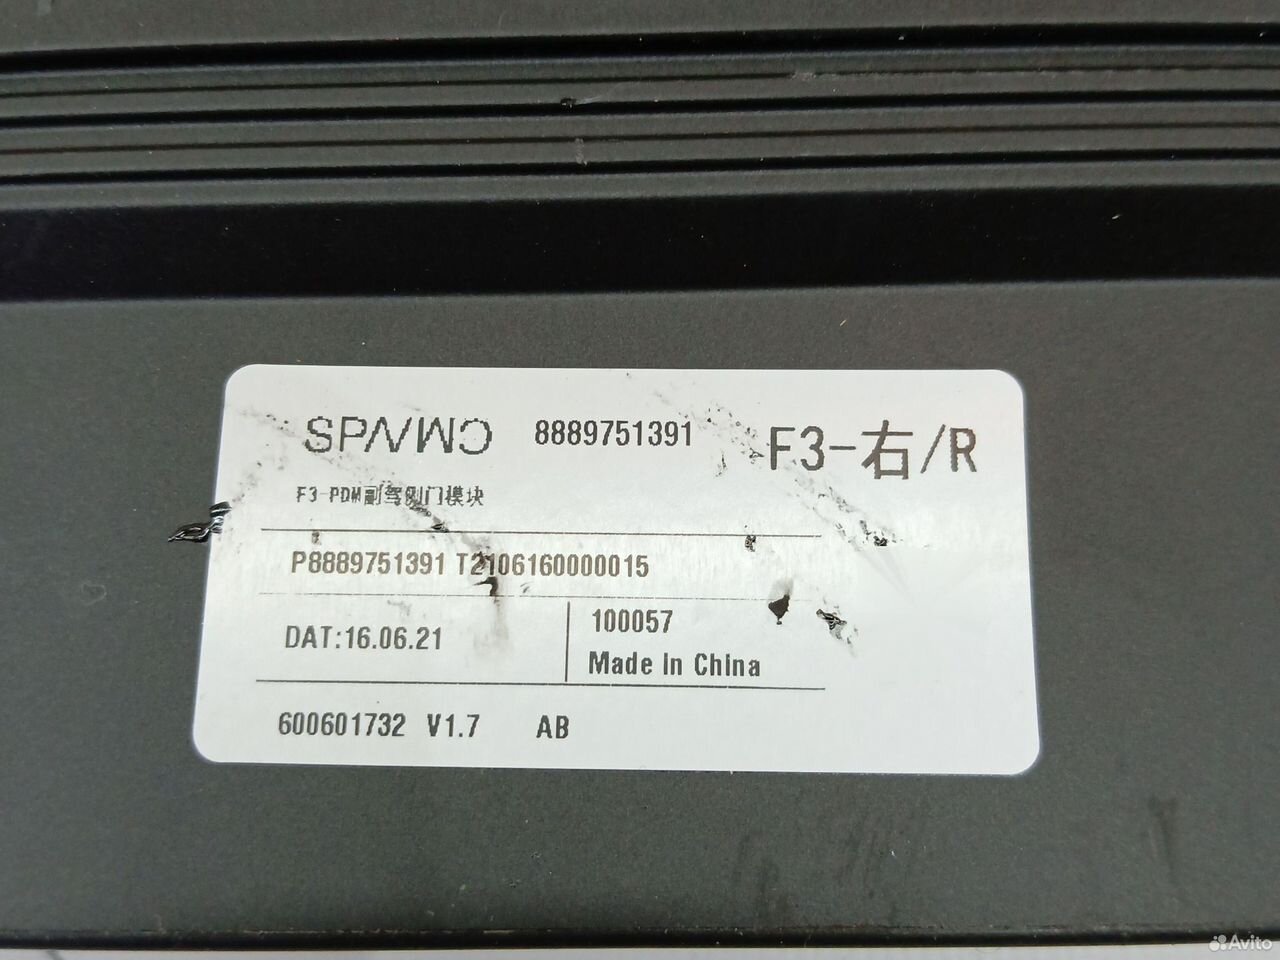 8889751391
F3-右/R
F3-PDM副驾侧门模块
P8889751391 T2106160000015
DAT:16.06.21
100057
Made In China
600601732 V1.7 AB
Avito